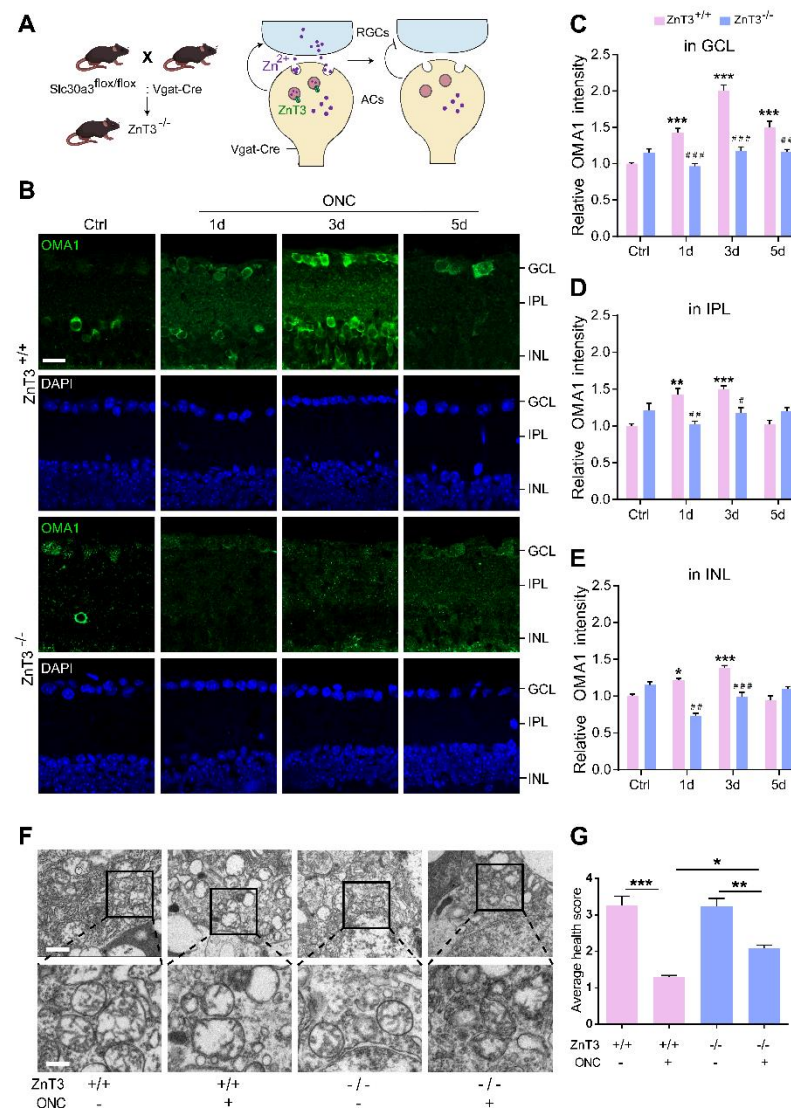 A
X
Slc30a3flox/flox : Vgat-Cre
ZnT3-/-
RGCs
Zn2+
ZnT3
ACs
Vgat-Cre
B
ONC
Ctrl 1d 3d 5d
ZnT3+/+
OMA1
GCL
IPL
INL
DAPI
GCL
IPL
INL
ZnT3-/-
OMA1
GCL
IPL
INL
DAPI
GCL
IPL
INL
C
ZnT3+/+ ZnT3-/-
in GCL
Relative OMA1 intensity
2.5
2.0
1.5
1.0
0.5
0.0
*** *** ***
### ### ##
Ctrl 1d 3d 5d
D
in IPL
Relative OMA1 intensity
2.5
2.0
1.5
1.0
0.5
0.0
** ***
## #
Ctrl 1d 3d 5d
E
in INL
Relative OMA1 intensity
2.5
2.0
1.5
1.0
0.5
0.0
* ***
## ###
Ctrl 1d 3d 5d
F
ZnT3 +/+ +/+ -/- -/-
ONC - + - +
G
Average health score
4
3
2
1
0
*
*** **
ZnT3 +/+ +/+ -/- -/-
ONC - + - +